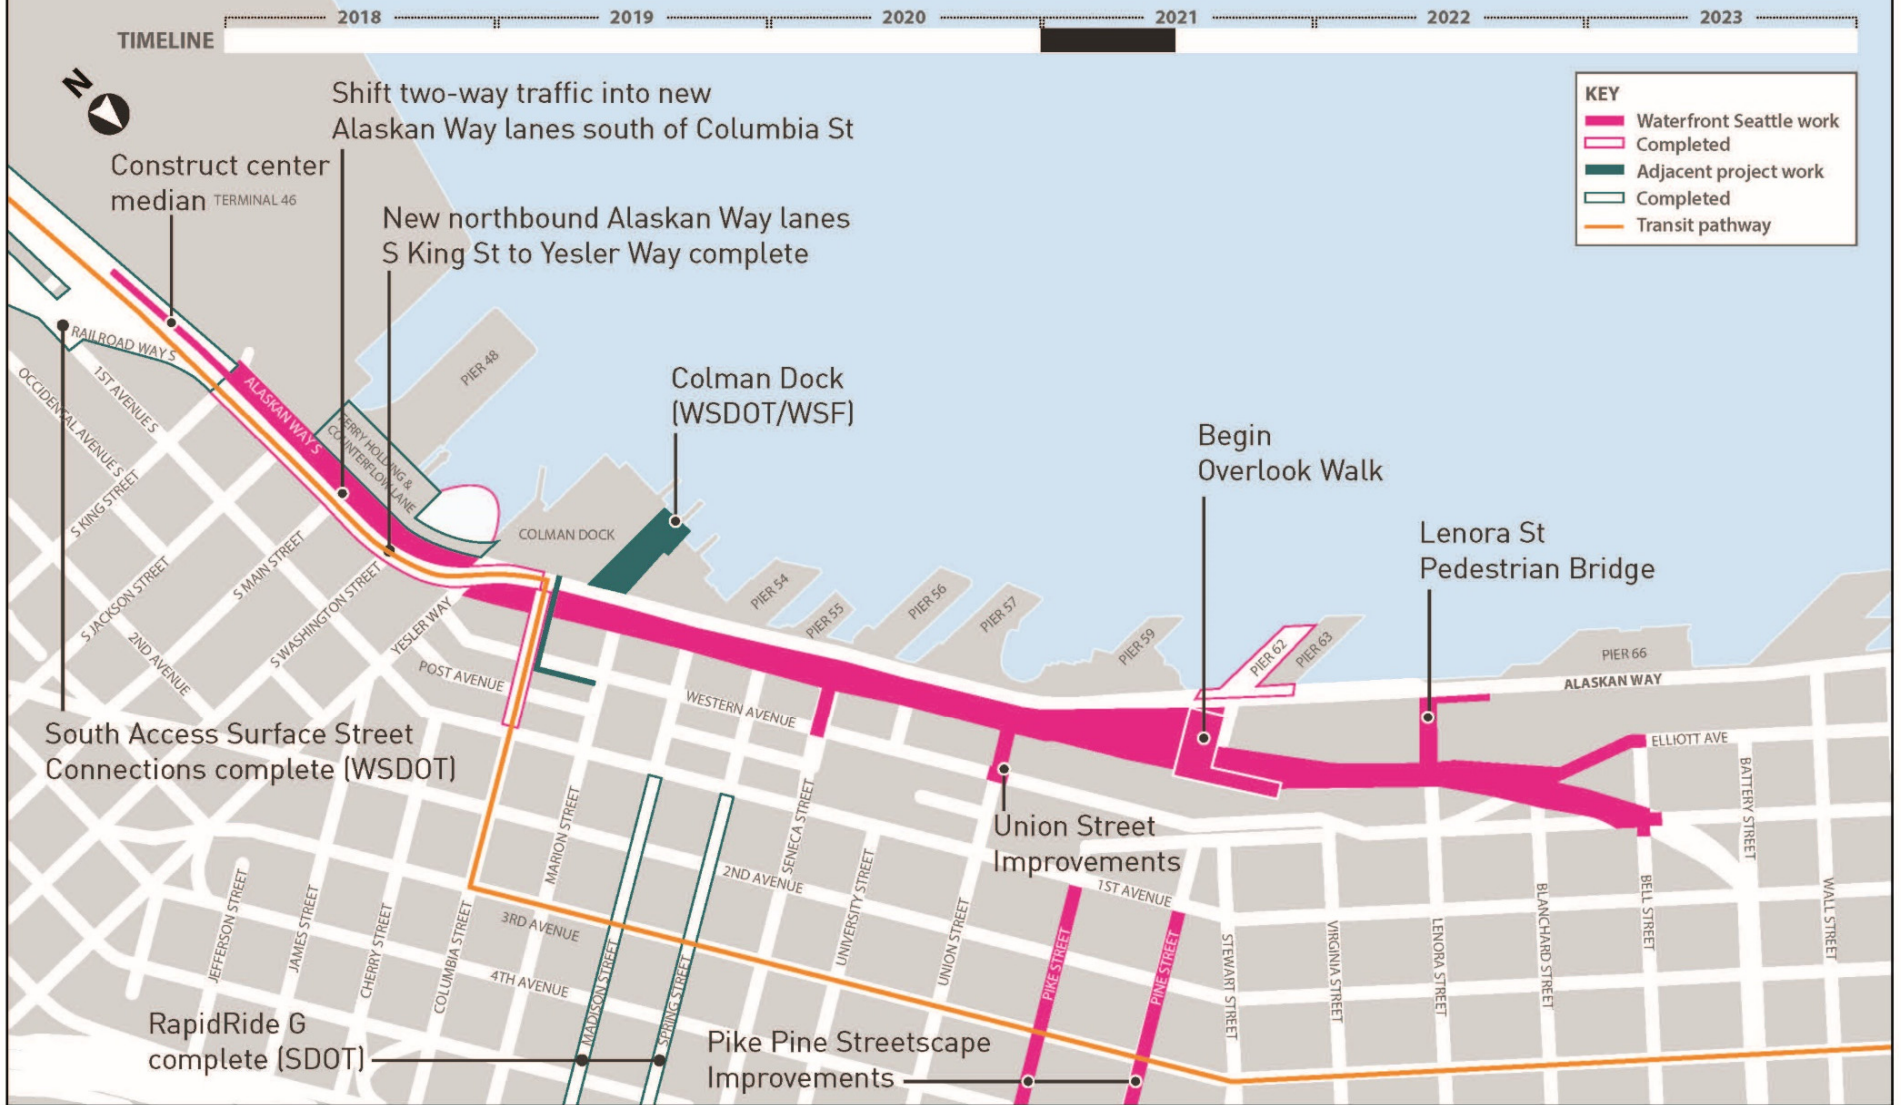 2018 2019 2020 2021 2022 2023
TIMELINE
N
KEY
Waterfront Seattle work
Completed
Adjacent project work
Completed
Transit pathway
Shift two-way traffic into new
Alaskan Way lanes south of Columbia St
Construct center
median
TERMINAL 46
New northbound Alaskan Way lanes
S King St to Yesler Way complete
RAILROAD WAY S
1ST AVENUE S
OCCIDENTAL AVENUE S
ALASKAN WAY S
PIER 48
FERRY HOLDING &
COUNTERFLOW LANE
Colman Dock
(WSDOT/WSF)
COLMAN DOCK
Begin
Overlook Walk
Lenora St
Pedestrian Bridge
S KING STREET
S JACKSON STREET
S MAIN STREET
S WASHINGTON STREET
YESLER WAY
2ND AVENUE
PIER 54
PIER 55
PIER 56
PIER 57
PIER 59
PIER 62
PIER 63
PIER 66
ALASKAN WAY
POST AVENUE
WESTERN AVENUE
ELLIOTT AVE
South Access Surface Street
Connections complete (WSDOT)
Union Street
Improvements
MARION STREET
SENECA STREET
2ND AVENUE
1ST AVENUE
BATTERY STREET
JEFFERSON STREET
JAMES STREET
CHERRY STREET
COLUMBIA STREET
3RD AVENUE
4TH AVENUE
MADISON STREET
SPRING STREET
UNIVERSITY STREET
UNION STREET
PIKE STREET
PINE STREET
STEWART STREET
VIRGINIA STREET
LENORA STREET
BLANCHARD STREET
BELL STREET
WALL STREET
RapidRide G
complete (SDOT)
Pike Pine Streetscape
Improvements